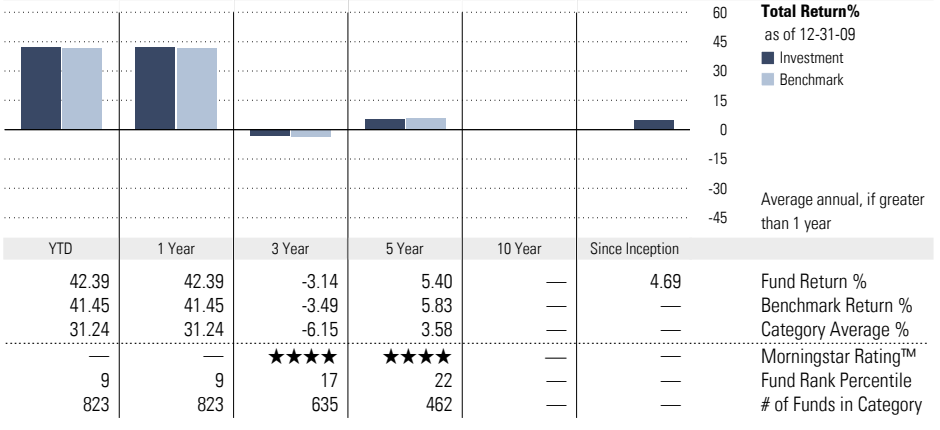 60
45
30
15
0
-15
-30
-45
Total Return%
as of 12-31-09
Investment
Benchmark
Average annual, if greater
than 1 year
YTD 1 Year 3 Year 5 Year 10 Year Since Inception
42.39 42.39 -3.14 5.40 — 4.69 Fund Return %
41.45 41.45 -3.49 5.83 — — Benchmark Return %
31.24 31.24 -6.15 3.58 — — Category Average %
— — ★★★★ ★★★★ — — Morningstar Rating™
9 9 17 22 — — Fund Rank Percentile
823 823 635 462 — — # of Funds in Category